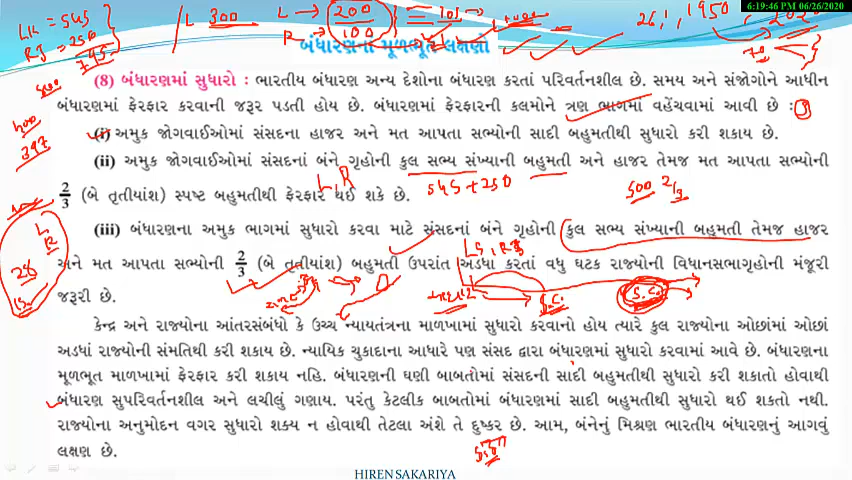 6:19:46 PM 06/26/2020
LK = 545
L 300
L → 200
R → 100
26, 1, 1950
બંધારણનાં મૂળભૂત લક્ષણો
(8) બંધારણમાં સુધારો : ભારતીય બંધારણ અન્ય દેશોના બંધારણ કરતાં પરિવર્તનશીલ છે. સમય અને સંજોગોને આધીન
બંધારણમાં ફેરફાર કરવાની જરૂર પડતી હોય છે. બંધારણમાં ફેરફારની કલમોને ત્રણ ભાગમાં વહેંચવામાં આવી છે :
(i) અમુક જોગવાઈઓમાં સંસદના હાજર અને મત આપતા સભ્યોની સાદી બહુમતીથી સુધારો કરી શકાય છે.
(ii) અમુક જોગવાઈઓમાં સંસદનાં બંને ગૃહોની કુલ સભ્ય સંખ્યાની બહુમતી અને હાજર તેમજ મત આપતા સભ્યોની
2/3 (બે તૃતીયાંશ) સ્પષ્ટ બહુમતીથી ફેરફાર થઈ શકે છે.
L, R
545 + 250
500 2/3
(iii) બંધારણના અમુક ભાગમાં સુધારો કરવા માટે સંસદનાં બંને ગૃહોની કુલ સભ્ય સંખ્યાની બહુમતી તેમજ હાજર
અને મત આપતા સભ્યોની 2/3 (બે તૃતીયાંશ) બહુમતી ઉપરાંત અડધા કરતાં વધુ ઘટક રાજ્યોની વિધાનસભાગૃહોની મંજૂરી
જરૂરી છે.
28
15
S.C.
કેન્દ્ર અને રાજ્યોના આંતરસંબંધો કે ઉચ્ચ ન્યાયતંત્રના માળખામાં સુધારો કરવાનો હોય ત્યારે કુલ રાજ્યોના ઓછામાં ઓછાં
અડધાં રાજ્યોની સંમતિથી કરી શકાય છે. ન્યાયિક ચુકાદાના આધારે પણ સંસદ દ્વારા બંધારણમાં સુધારો કરવામાં આવે છે. બંધારણના
મૂળભૂત માળખામાં ફેરફાર કરી શકાય નહિ. બંધારણની ઘણી બાબતોમાં સંસદની સાદી બહુમતીથી સુધારો કરી શકાતો હોવાથી
બંધારણ સુપરિવર્તનશીલ અને લચીલું ગણાય. પરંતુ કેટલીક બાબતોમાં બંધારણમાં સાદી બહુમતીથી સુધારો થઈ શકતો નથી.
રાજ્યોના અનુમોદન વગર સુધારો શક્ય ન હોવાથી તેટલા અંશે તે દુષ્કર છે. આમ, બંનેનું મિશ્રણ ભારતીય બંધારણનું આગવું
લક્ષણ છે.
HIREN SAKARIYA